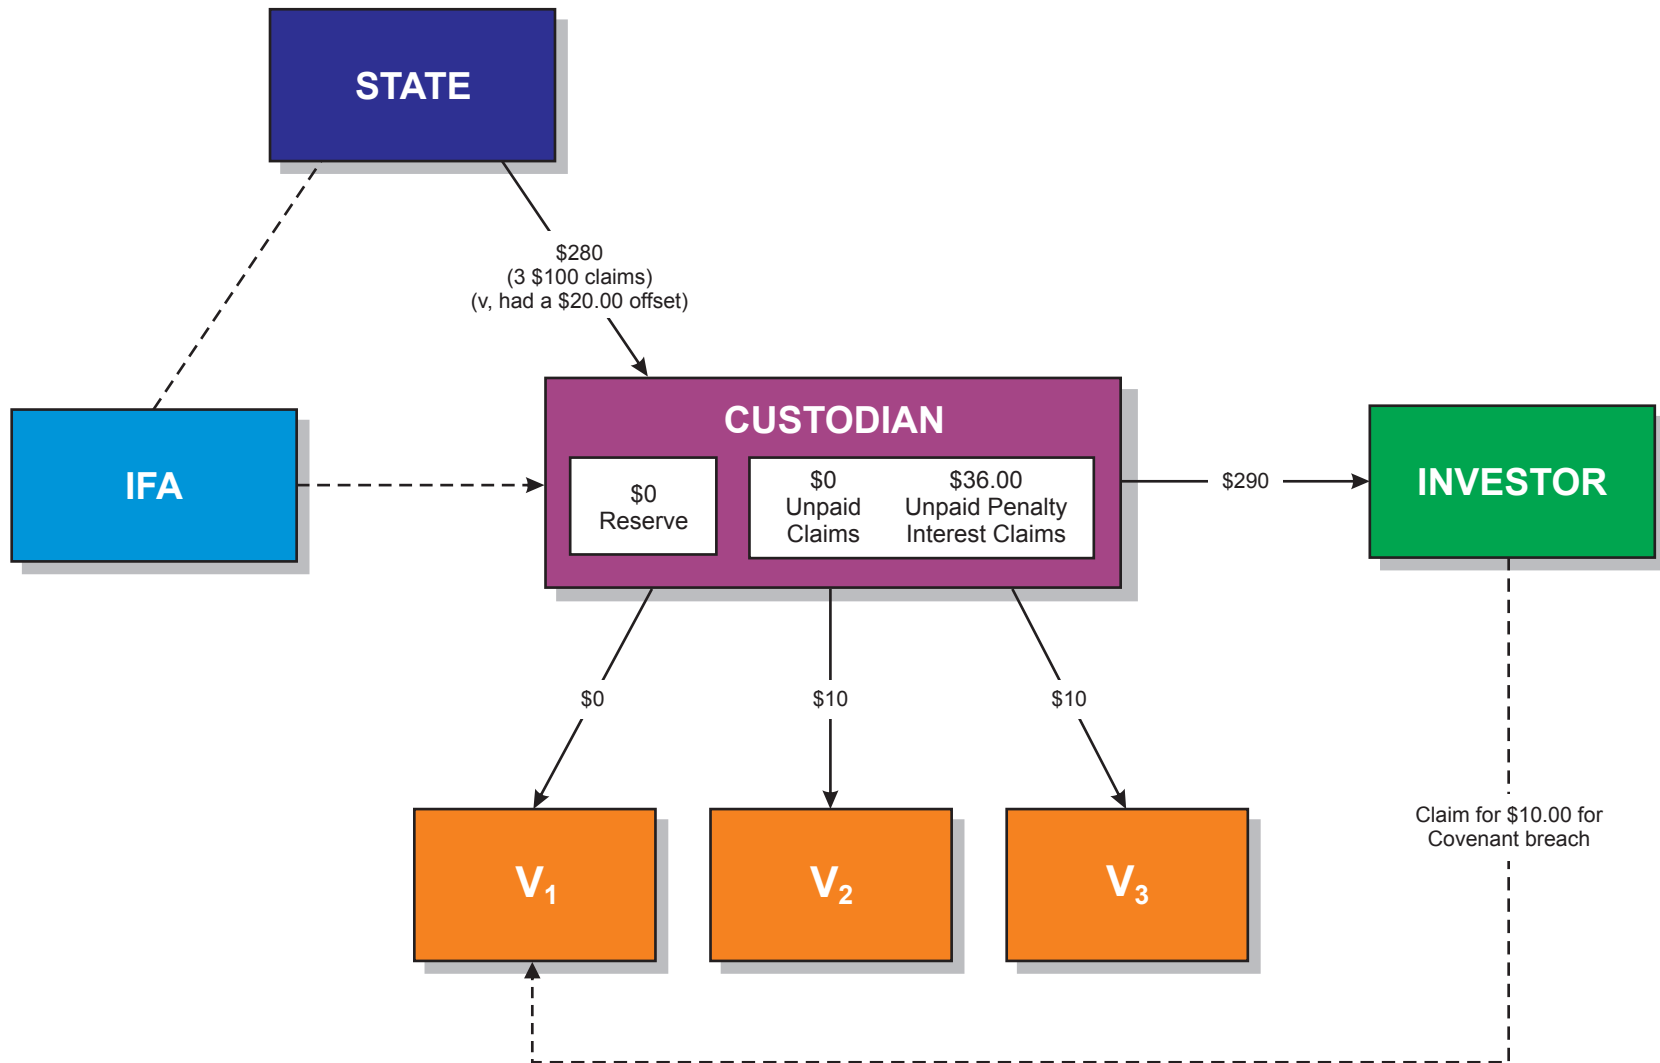 STATE
$280
(3 $100 claims)
(v, had a $20.00 offset)
CUSTODIAN
IFA
$0
Reserve
$0
Unpaid
Claims
$36.00
Unpaid Penalty
Interest Claims
$290
INVESTOR
$0
$10
$10
Claim for $10.00 for
Covenant breach
V1
V2
V3